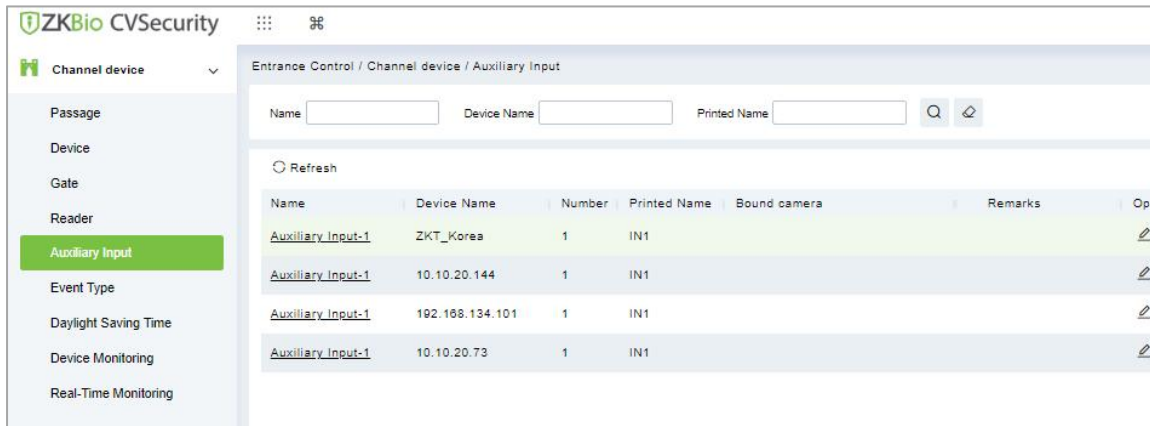 ZKBio CVSecurity
Channel device
Entrance Control / Channel device / Auxiliary Input
Passage
Device
Gate
Reader
Auxiliary Input
Event Type
Daylight Saving Time
Device Monitoring
Real-Time Monitoring
Name Device Name Printed Name
Refresh
Name Device Name Number Printed Name Bound camera Remarks Op
Auxiliary Input-1 ZKT_Korea 1 IN1
Auxiliary Input-1 10.10.20.144 1 IN1
Auxiliary Input-1 192.168.134.101 1 IN1
Auxiliary Input-1 10.10.20.73 1 IN1